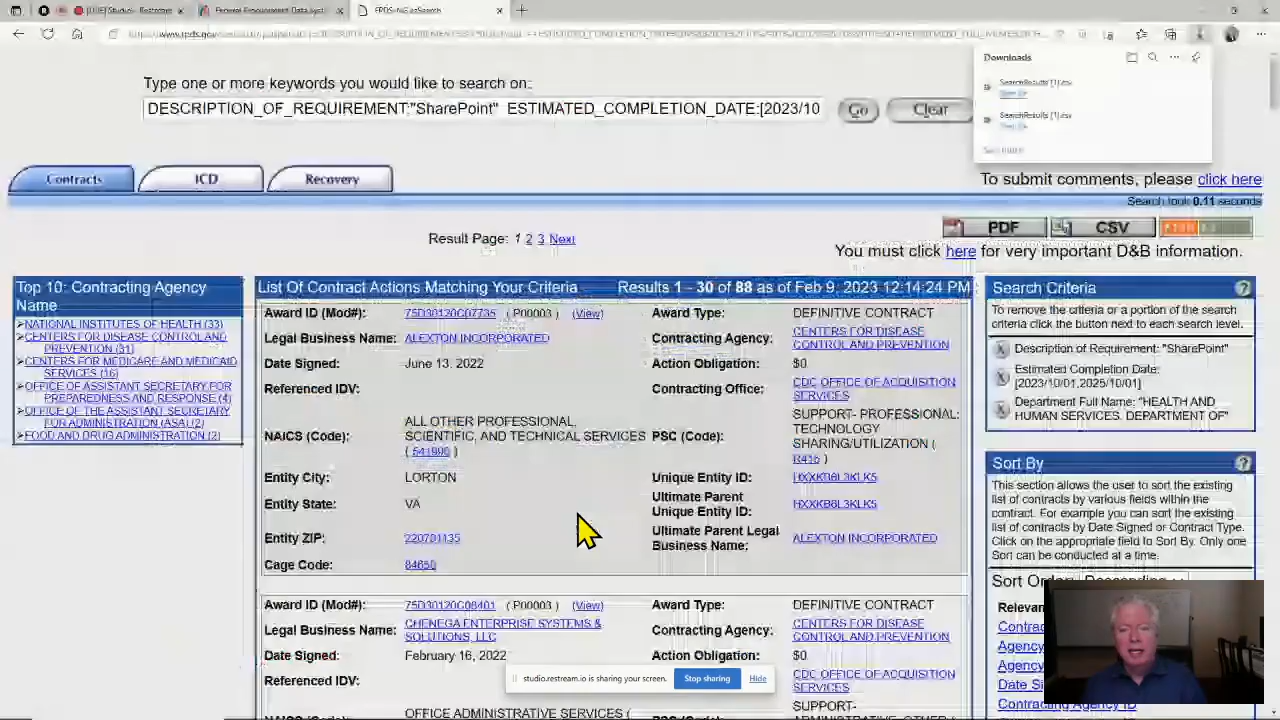 FPDS-NG ezSearch
Type one or more keywords you would like to search on:
DESCRIPTION_OF_REQUIREMENT:"SharePoint" ESTIMATED_COMPLETION_DATE:[2023/10
Go
Clear
Downloads
Contracts
ICD
Recovery
To submit comments, please click here
Search took 0.11 seconds
Result Page: 1 2 3 Next
PDF
CSV
You must click here for very important D&B information.
Top 10: Contracting Agency
Name
NATIONAL INSTITUTES OF HEALTH (33)
CENTERS FOR DISEASE CONTROL AND
PREVENTION (31)
CENTERS FOR MEDICARE AND MEDICAID
SERVICES (16)
OFFICE OF ASSISTANT SECRETARY FOR
PREPAREDNESS AND RESPONSE (4)
OFFICE OF THE ASSISTANT SECRETARY
FOR ADMINISTRATION (ASA) (2)
FOOD AND DRUG ADMINISTRATION (2)
List Of Contract Actions Matching Your Criteria Results 1 - 30 of 88 as of Feb 9, 2023 12:14:24 PM
Award ID (Mod#): 75D30120C07735 ( P00003 ) (View) Award Type: DEFINITIVE CONTRACT
Legal Business Name: ALEXTON INCORPORATED Contracting Agency: CENTERS FOR DISEASE
CONTROL AND PREVENTION
Date Signed: June 13, 2022 Action Obligation: $0
Referenced IDV: Contracting Office: CDC OFFICE OF ACQUISITION
SERVICES
NAICS (Code): ALL OTHER PROFESSIONAL,
SCIENTIFIC, AND TECHNICAL SERVICES
( 541990 )
PSC (Code): SUPPORT- PROFESSIONAL:
TECHNOLOGY
SHARING/UTILIZATION (
R415 )
Entity City: LORTON Unique Entity ID:
Entity State: VA Ultimate Parent
Unique Entity ID:
Entity ZIP: 220791135 Ultimate Parent Legal
Business Name: ALEXTON INCORPORATED
Cage Code:
Award ID (Mod#): 75D30120C08401 ( P00003 ) (View) Award Type: DEFINITIVE CONTRACT
Legal Business Name: CHENEGA ENTERPRISE SYSTEMS &
SOLUTIONS, LLC
Contracting Agency: CENTERS FOR DISEASE
CONTROL AND PREVENTION
Date Signed: February 16, 2022 Action Obligation: $0
Referenced IDV: Contracting Office: CDC OFFICE OF ACQUISITION
SERVICES
OFFICE ADMINISTRATIVE SERVICES (
SUPPORT-
Search Criteria
To remove the criteria or a portion of the search
criteria click the button next to each search level.
Description of Requirement: "SharePoint"
Estimated Completion Date:
[2023/10/01,2025/10/01]
Department Full Name: "HEALTH AND
HUMAN SERVICES, DEPARTMENT OF"
Sort By
This section allows the user to sort the existing
list of contracts by various fields within the
contract. For example you can sort the existing
list of contracts by Date Signed or Contract Type.
Click on the appropriate field to Sort By. Only one
Sort can be conducted at a time.
Sort Order: Descending
studio.restream.io is sharing your screen.
Stop sharing
Hide